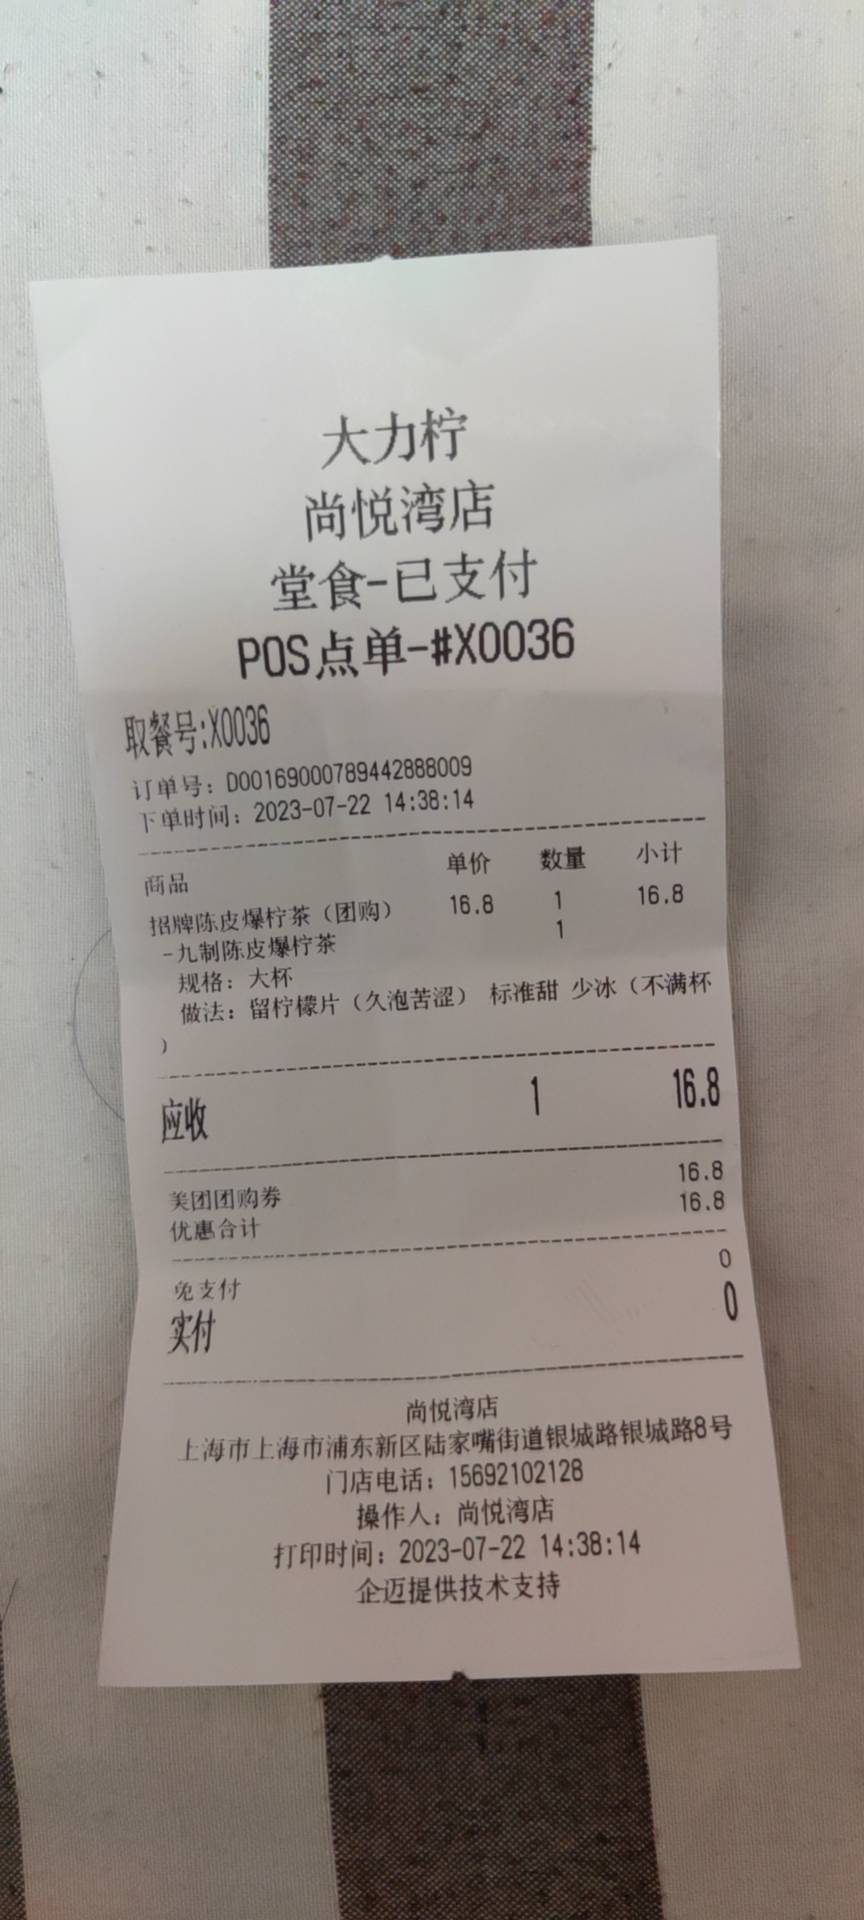 大力柠
尚悦湾店
堂食-已支付
POS点单-#X0036
取餐号:X0036
订单号：D00169000789442888009
下单时间：2023-07-22 14:38:14
商品 单价 数量 小计
招牌陈皮爆柠茶（团购） 16.8 1 16.8
-九制陈皮爆柠茶 1
规格：大杯
做法：留柠檬片（久泡苦涩） 标准甜 少冰（不满杯
）
应收 1 16.8
美团团购券 16.8
优惠合计 16.8
免支付 0
实付 0
尚悦湾店
上海市上海市浦东新区陆家嘴街道银城路银城路8号
门店电话：15692102128
操作人：尚悦湾店
打印时间：2023-07-22 14:38:14
企迈提供技术支持